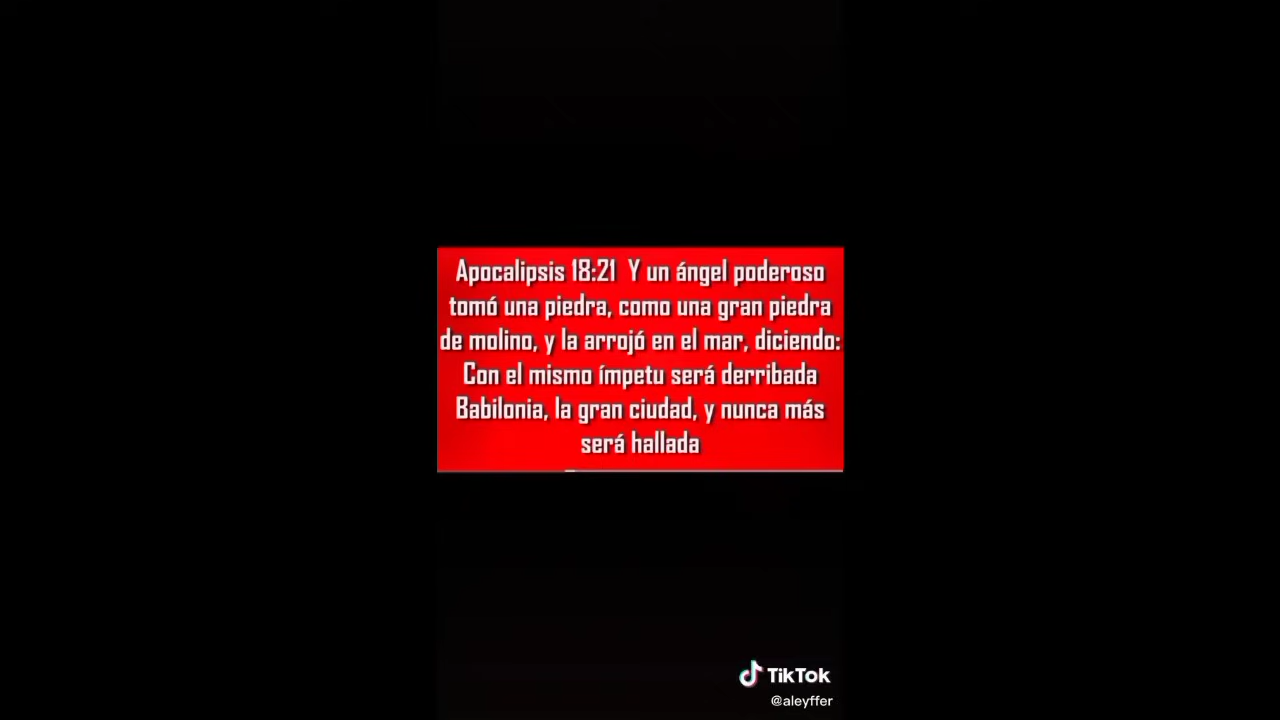 Apocalipsis 18:21 Y un ángel poderoso
tomó una piedra, como una gran piedra
de molino, y la arrojó en el mar, diciendo:
Con el mismo ímpetu será derribada
Babilonia, la gran ciudad, y nunca más
será hallada
TikTok
@aleyffer